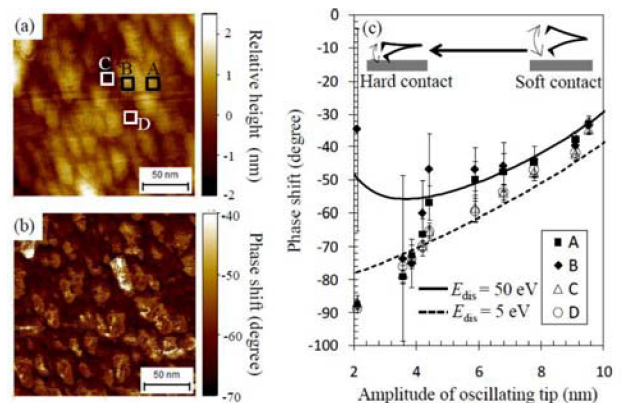 (a)
C
B
A
D
50 nm
2
1
0
-1
-2
Relative height (nm)
(b)
50 nm
-40
-50
-60
-70
Phase shift (degree)
(c)
Hard contact
Soft contact
0
-10
-20
-30
-40
-50
-60
-70
-80
-90
-100
Phase shift (degree)
Edis = 50 eV
Edis = 5 eV
A
B
C
D
2 4 6 8 10
Amplitude of oscillating tip (nm)